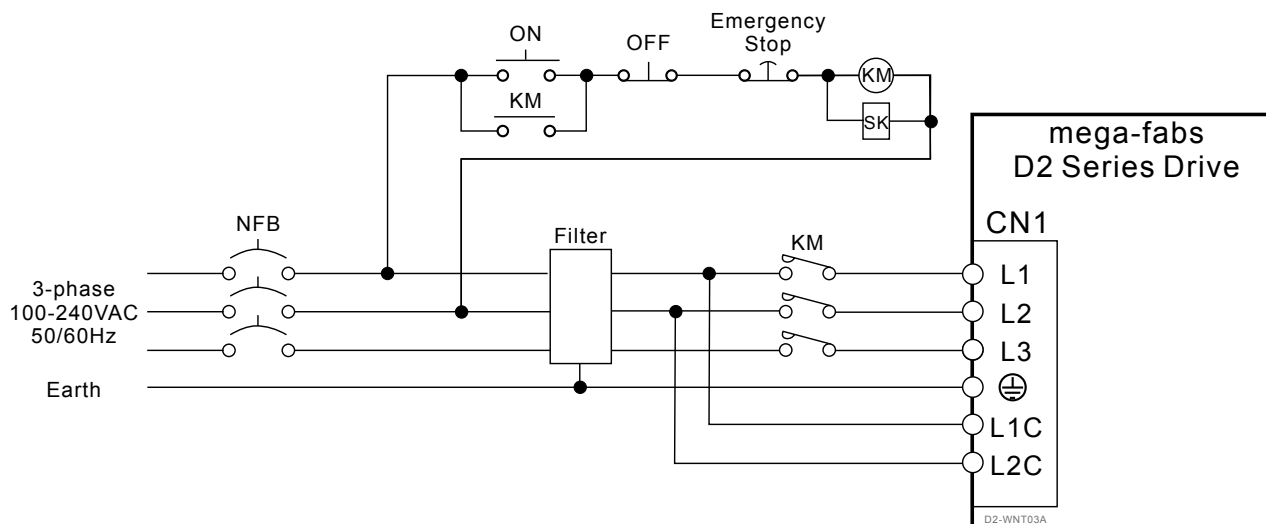 Emergency
Stop
ON
OFF
KM
KM
SK
mega-fabs
D2 Series Drive
CN1
NFB
Filter
KM
3-phase
100-240VAC
50/60Hz
Earth
L1
L2
L3
L1C
L2C
D2-WNT03A